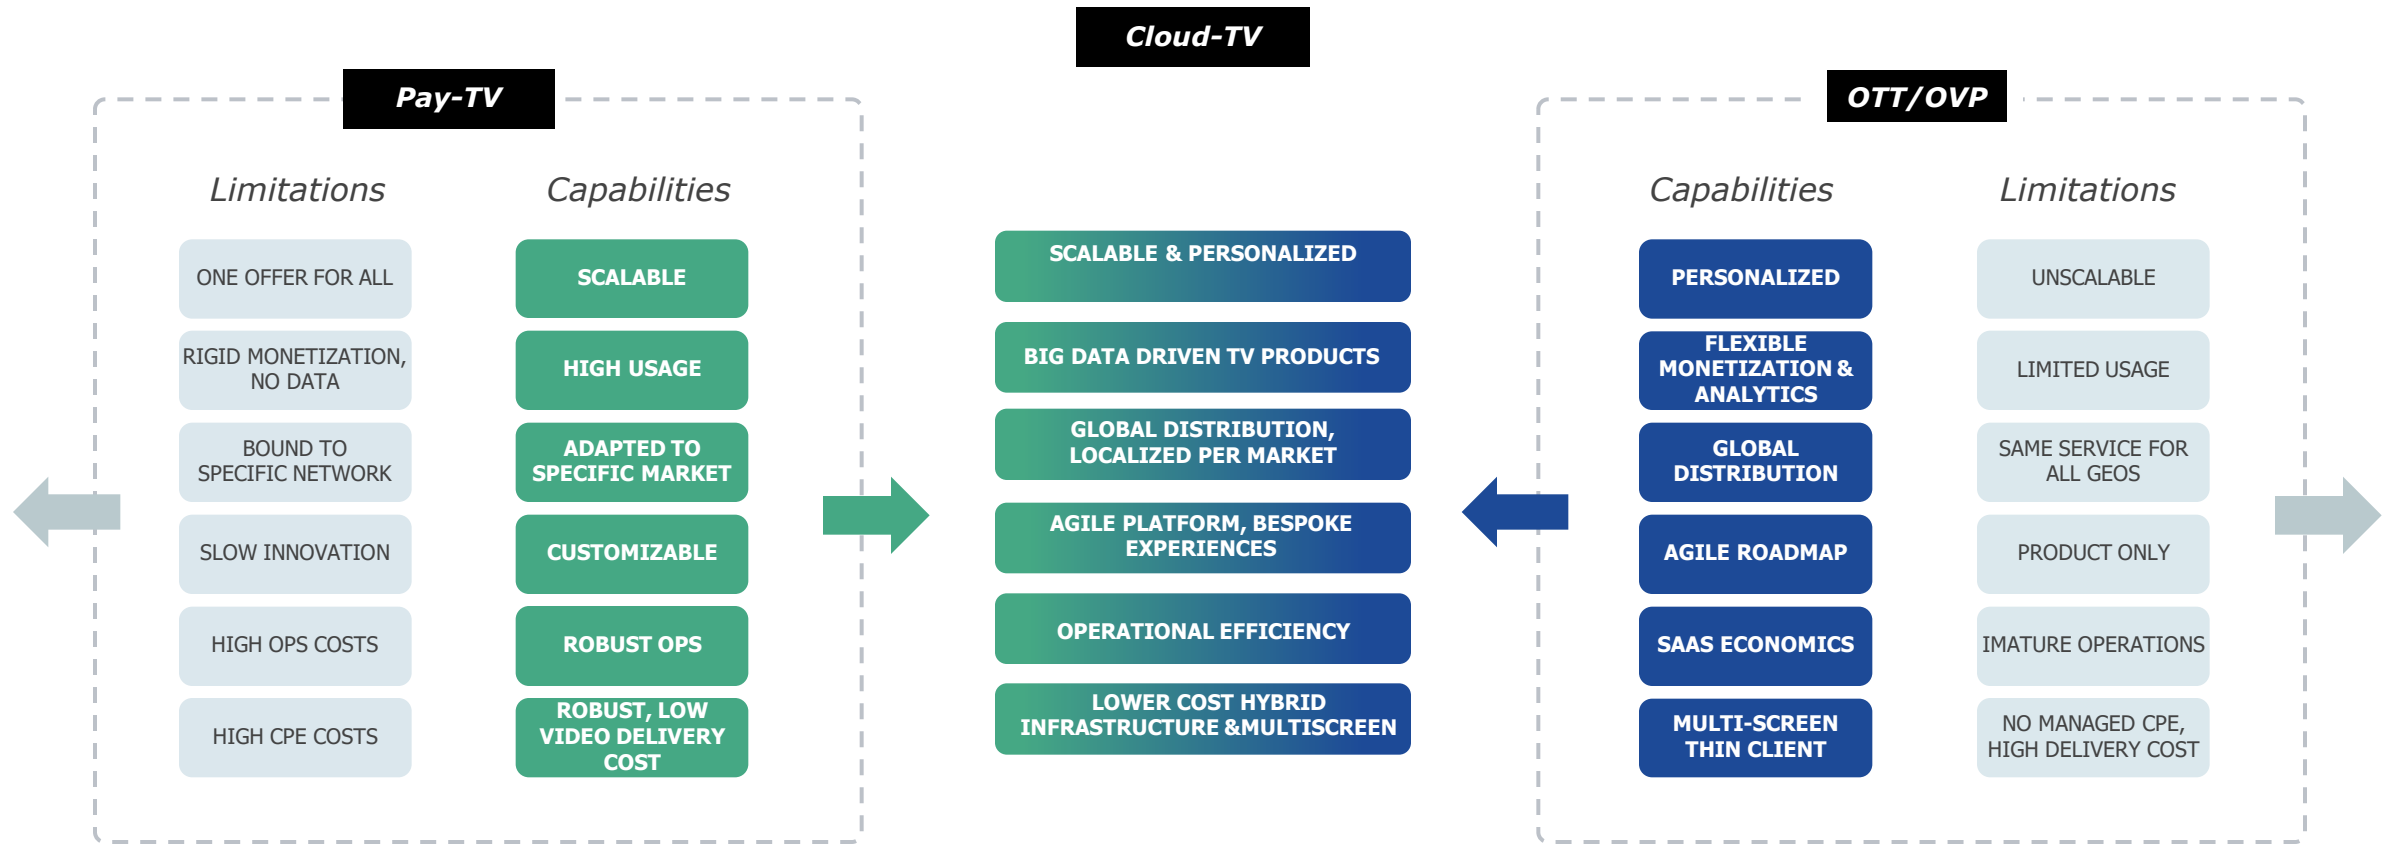 Cloud-TV
Pay-TV
Limitations
Capabilities
ONE OFFER FOR ALL
SCALABLE
RIGID MONETIZATION,
NO DATA
HIGH USAGE
BOUND TO
SPECIFIC NETWORK
ADAPTED TO
SPECIFIC MARKET
SLOW INNOVATION
CUSTOMIZABLE
HIGH OPS COSTS
ROBUST OPS
HIGH CPE COSTS
ROBUST, LOW
VIDEO DELIVERY
COST
SCALABLE & PERSONALIZED
BIG DATA DRIVEN TV PRODUCTS
GLOBAL DISTRIBUTION,
LOCALIZED PER MARKET
AGILE PLATFORM, BESPOKE
EXPERIENCES
OPERATIONAL EFFICIENCY
LOWER COST HYBRID
INFRASTRUCTURE &MULTISCREEN
OTT/OVP
Capabilities
Limitations
PERSONALIZED
UNSCALABLE
FLEXIBLE
MONETIZATION &
ANALYTICS
LIMITED USAGE
GLOBAL
DISTRIBUTION
SAME SERVICE FOR
ALL GEOS
AGILE ROADMAP
PRODUCT ONLY
SAAS ECONOMICS
IMATURE OPERATIONS
MULTI-SCREEN
THIN CLIENT
NO MANAGED CPE,
HIGH DELIVERY COST